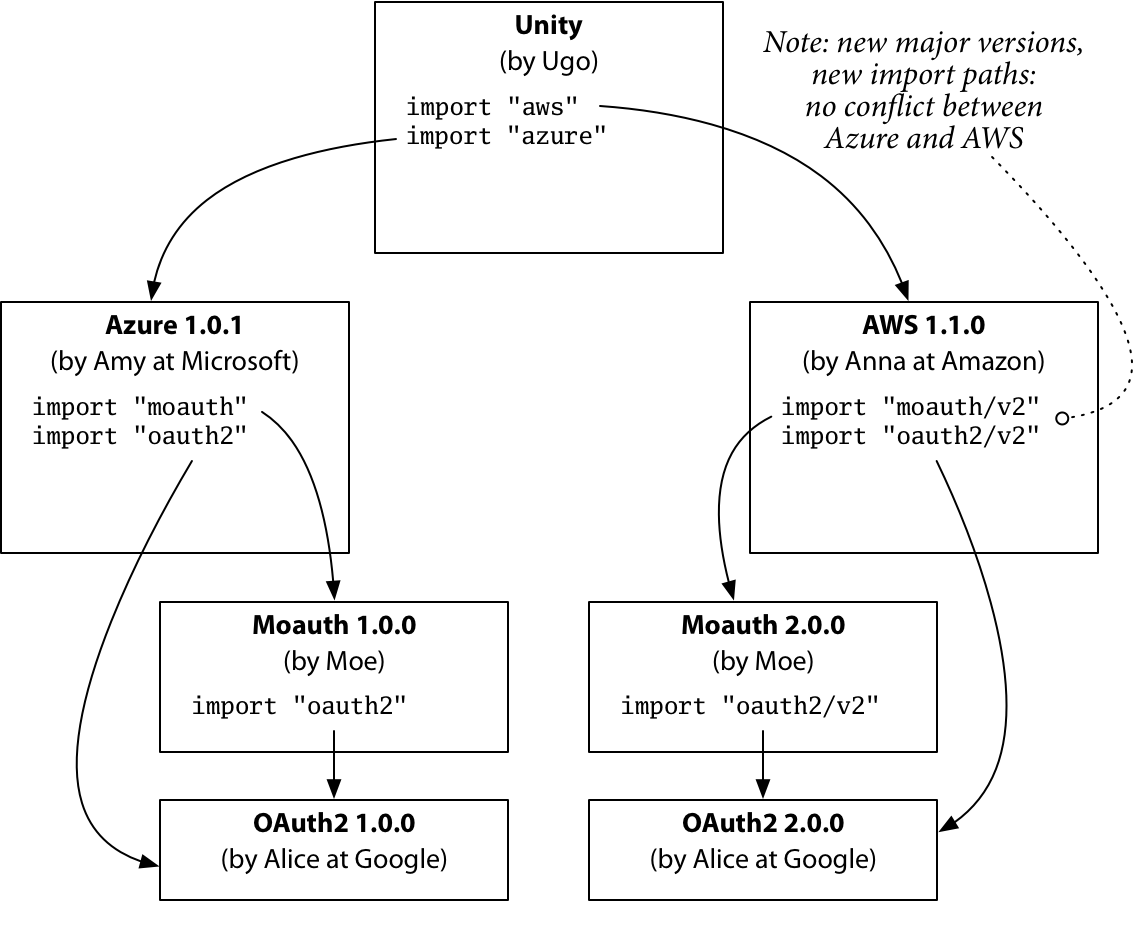 Unity
(by Ugo)
import "aws"
import "azure"
Note: new major versions,
new import paths:
no conflict between
Azure and AWS
Azure 1.0.1
(by Amy at Microsoft)
import "moauth"
import "oauth2"
AWS 1.1.0
(by Anna at Amazon)
import "moauth/v2"
import "oauth2/v2"
Moauth 1.0.0
(by Moe)
import "oauth2"
Moauth 2.0.0
(by Moe)
import "oauth2/v2"
OAuth2 1.0.0
(by Alice at Google)
OAuth2 2.0.0
(by Alice at Google)